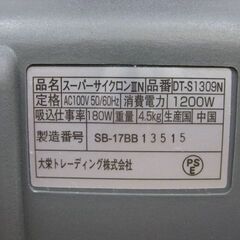 品名 スーパーサイクロンⅢN 品番 DT-S1309N
定格 AC100V 50/60Hz 消費電力 1200W
吸込仕事率 180W 重量 4.5kg 生産国 中国
製造番号 SB-17BB13515
大栄トレーディング株式会社
PSE